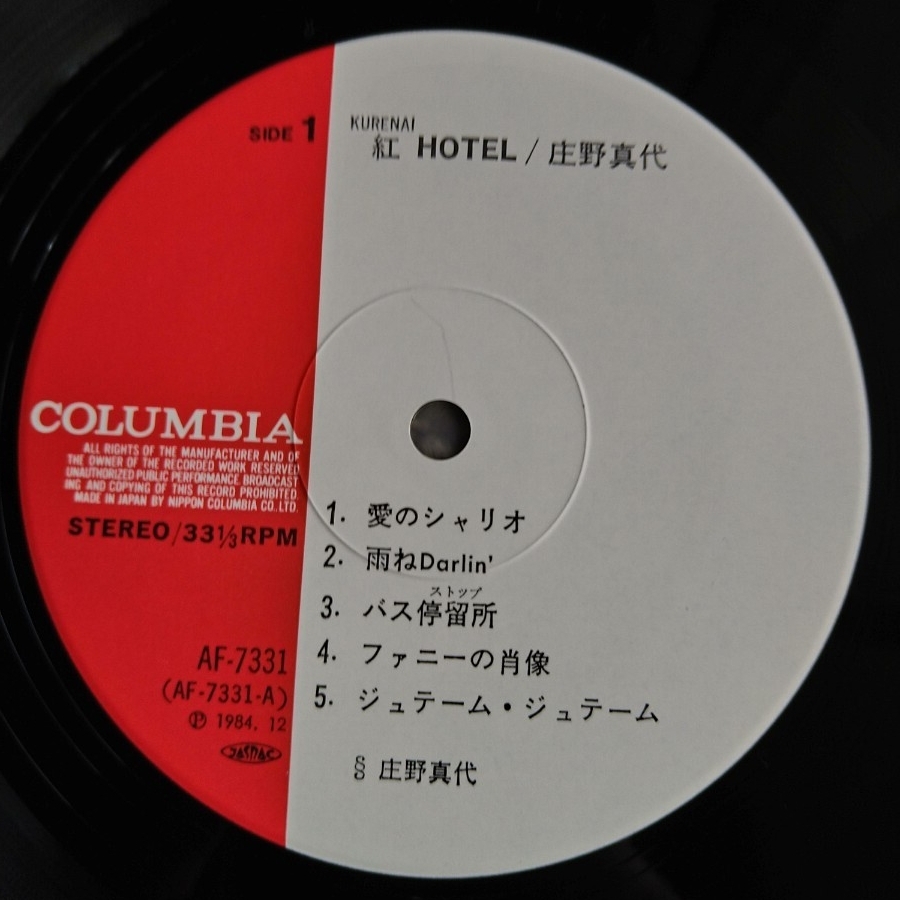 SIDE 1
KURENAI
紅 HOTEL / 庄野真代
COLUMBIA
ALL RIGHTS OF THE MANUFACTURER AND OF
THE OWNER OF THE RECORDED WORK RESERVED
UNAUTHORIZED PUBLIC PERFORMANCE BROADCAST
ING AND COPYING OF THIS RECORD PROHIBITED.
MADE IN JAPAN BY NIPPON COLUMBIA CO., LTD.
STEREO/33⅓RPM
1. 愛のシャリオ
2. 雨ねDarlin'
ストップ
3. バス停留所
4. ファニーの肖像
5. ジュテーム・ジュテーム
§ 庄野真代
AF-7331
(AF-7331-A)
Ⓟ 1984. 12
JASRAC